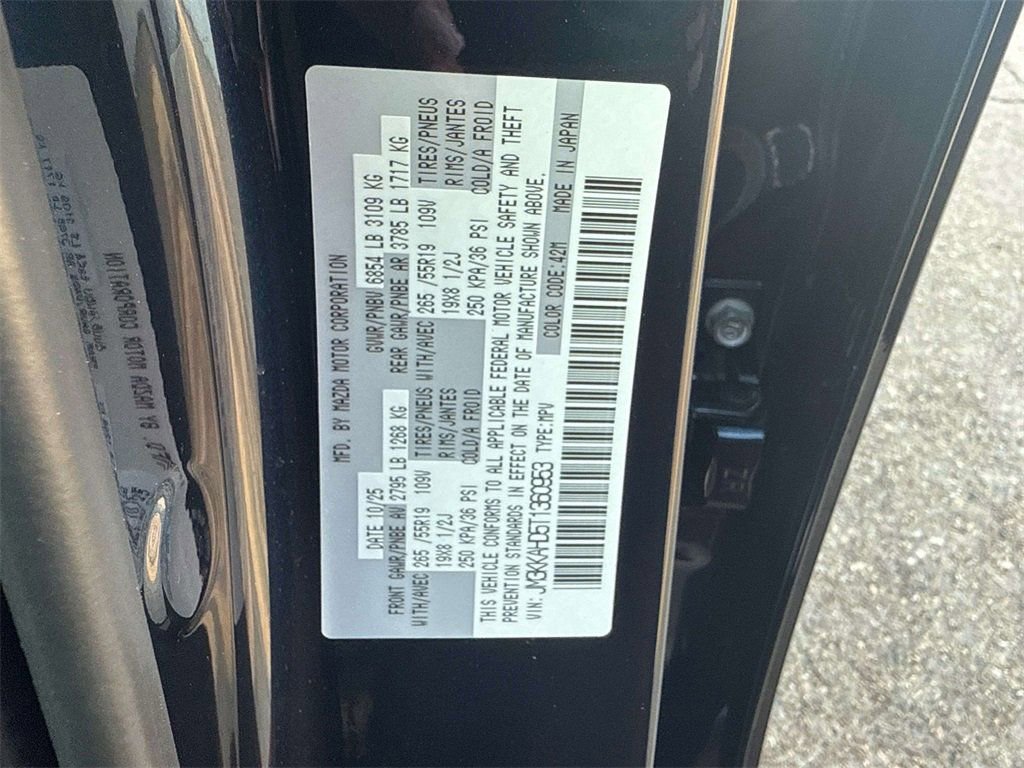 MFD. BY MAZDA MOTOR CORPORATION
DATE 10/25 GVWR/PNBV 6854 LB 3109 KG
FRONT GAWR/PNBE AV 2795 LB 1268 KG REAR GAWR/PNBE AR 3785 LB 1717 KG
WITH/AVEC 265 /55R19 109V TIRES/PNEUS WITH/AVEC 265 /55R19 109V TIRES/PNEUS
19X8 1/2J RIMS/JANTES 19X8 1/2J RIMS/JANTES
250 KPA/36 PSI COLD/A FROID 250 KPA/36 PSI COLD/A FROID
THIS VEHICLE CONFORMS TO ALL APPLICABLE FEDERAL MOTOR VEHICLE SAFETY AND THEFT
PREVENTION STANDARDS IN EFFECT ON THE DATE OF MANUFACTURE SHOWN ABOVE.
VIN: JM3KKAHD5T1360953 TYPE:MPV COLOR CODE:42M MADE IN JAPAN